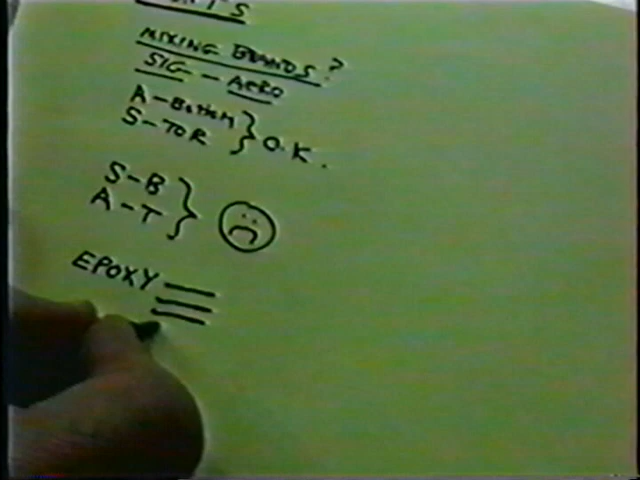 MIXING BRANDS?
SIG - AERO
A - Bottom
S - TOP
} O.K.
S - B
A - T
}
EPOXY